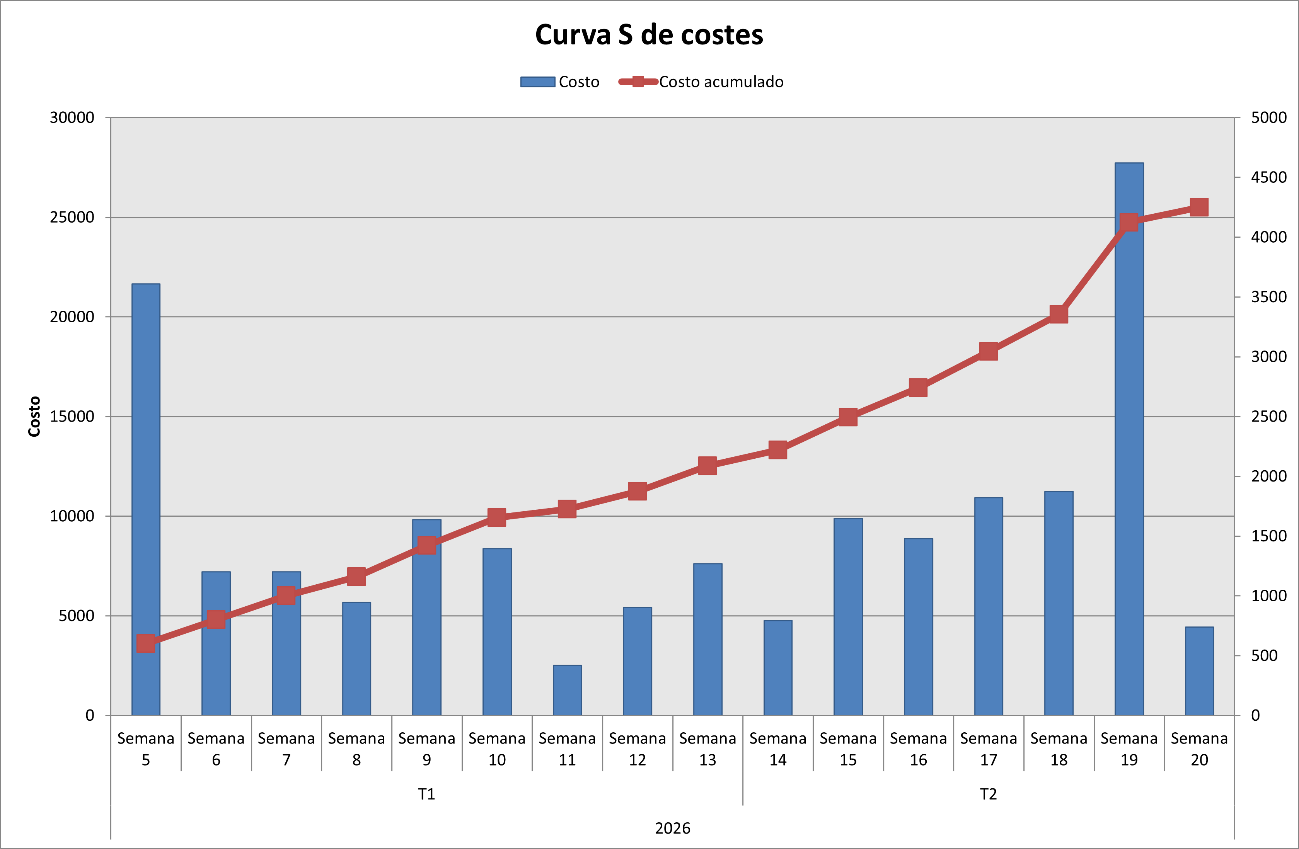 Curva S de costes
Costo Costo acumulado
30000
25000
20000
15000
10000
5000
0
Costo
5000
4500
4000
3500
3000
2500
2000
1500
1000
500
0
Semana 5
Semana 6
Semana 7
Semana 8
Semana 9
Semana 10
Semana 11
Semana 12
Semana 13
Semana 14
Semana 15
Semana 16
Semana 17
Semana 18
Semana 19
Semana 20
T1 T2
2026